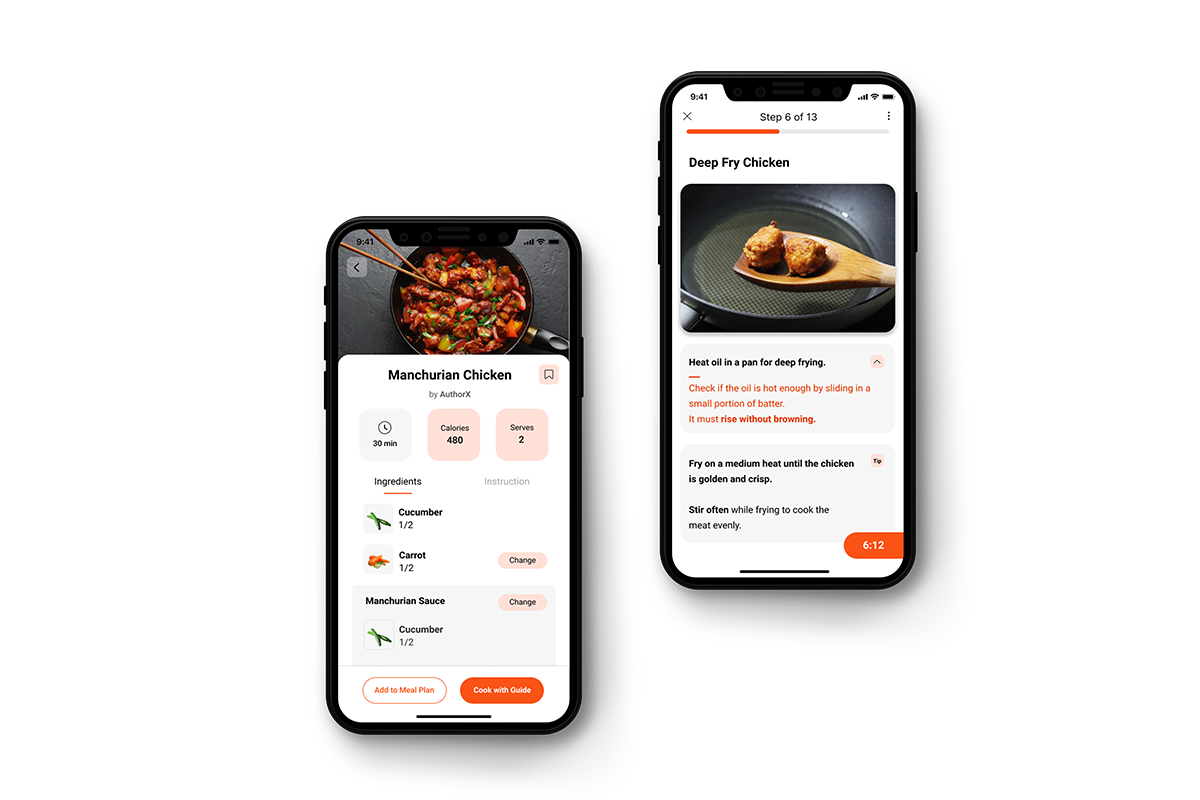 9:41
Manchurian Chicken
by AuthorX
30 min
Calories
480
Serves
2
Ingredients
Instruction
Cucumber
1/2
Carrot
1/2
Change
Manchurian Sauce
Change
Cucumber
1/2
Add to Meal Plan
Cook with Guide
9:41
Step 6 of 13
Deep Fry Chicken
Heat oil in a pan for deep frying.
Check if the oil is hot enough by sliding in a
small portion of batter.
It must rise without browning.
Fry on a medium heat until the chicken
is golden and crisp.
Tip
Stir often while frying to cook the
meat evenly.
6:12